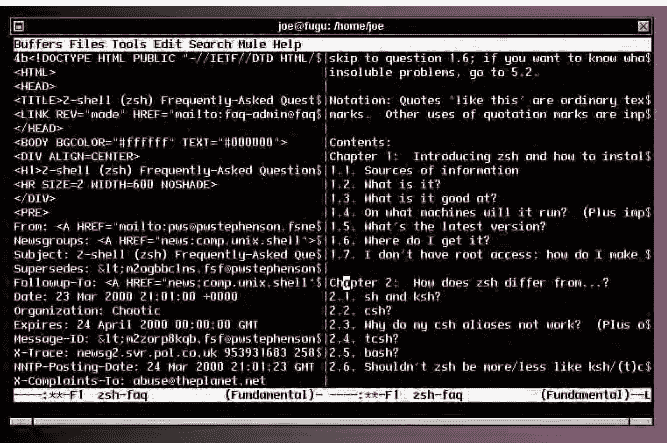 joe@fugu: /home/joe
Buffers Files Tools Edit Search Mule Help
4b<!DOCTYPE HTML PUBLIC "-//IETF//DTD HTML/$
<HTML>
<HEAD>
<TITLE>Z-shell (zsh) Frequently-Asked Quest$
<LINK REV="made" HREF="mailto:faq-admin@faq$
</HEAD>
<BODY BGCOLOR="#ffffff" TEXT="#000000">
<DIV ALIGN=CENTER>
<H1>Z-shell (zsh) Frequently-Asked Question$
<HR SIZE=2 WIDTH=600 NOSHADE>
</DIV>
<PRE>
From: <A HREF="mailto:pws@pwstephenson.fsne$
Newsgroups: <A HREF="news:comp.unix.shell">$
Subject: Z-shell (zsh) Frequently-Asked Que$
Supersedes: &lt;m2ogbbclns.fsf@pwstephenson$
Followup-To: <A HREF="news:comp.unix.shell"$
Date: 23 Mar 2000 21:01:00 +0000
Organization: Chaotic
Expires: 24 April 2000 00:00:00 GMT
Message-ID: &lt;m2zorp8kqb.fsf@pwstephenson$
X-Trace: newsg2.svr.pol.co.uk 953931683 258$
NNTP-Posting-Date: 24 Mar 2000 21:01:23 GMT
X-Complaints-To: abuse@theplanet.net
----:**-F1  zsh-faq          (Fundamental)-
skip to question 1.6; if you want to know wha$
insoluble problems, go to 5.2.
Notation: Quotes `like this' are ordinary tex$
marks.  Other uses of quotation marks are inp$
Contents:
Chapter 1:  Introducing zsh and how to instal$
1.1. Sources of information
1.2. What is it?
1.3. What is it good at?
1.4. On what machines will it run?  (Plus imp$
1.5. What's the latest version?
1.6. Where do I get it?
1.7. I don't have root access: how do I make $
Chapter 2:  How does zsh differ from...?
2.1. sh and ksh?
2.2. csh?
2.3. Why do my csh aliases not work?  (Plus o$
2.4. tcsh?
2.5. bash?
2.6. Shouldn't zsh be more/less like ksh/(t)c$
----:**-F1  zsh-faq          (Fundamental)--L